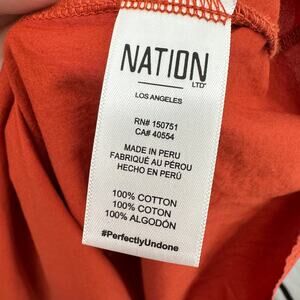 NATION
LTD
LOS ANGELES
RN# 150751
CA# 40554
MADE IN PERU
FABRIQUÉ AU PÉROU
HECHO EN PERÚ
100% COTTON
100% COTON
100% ALGODÓN
#PerfectlyUndone